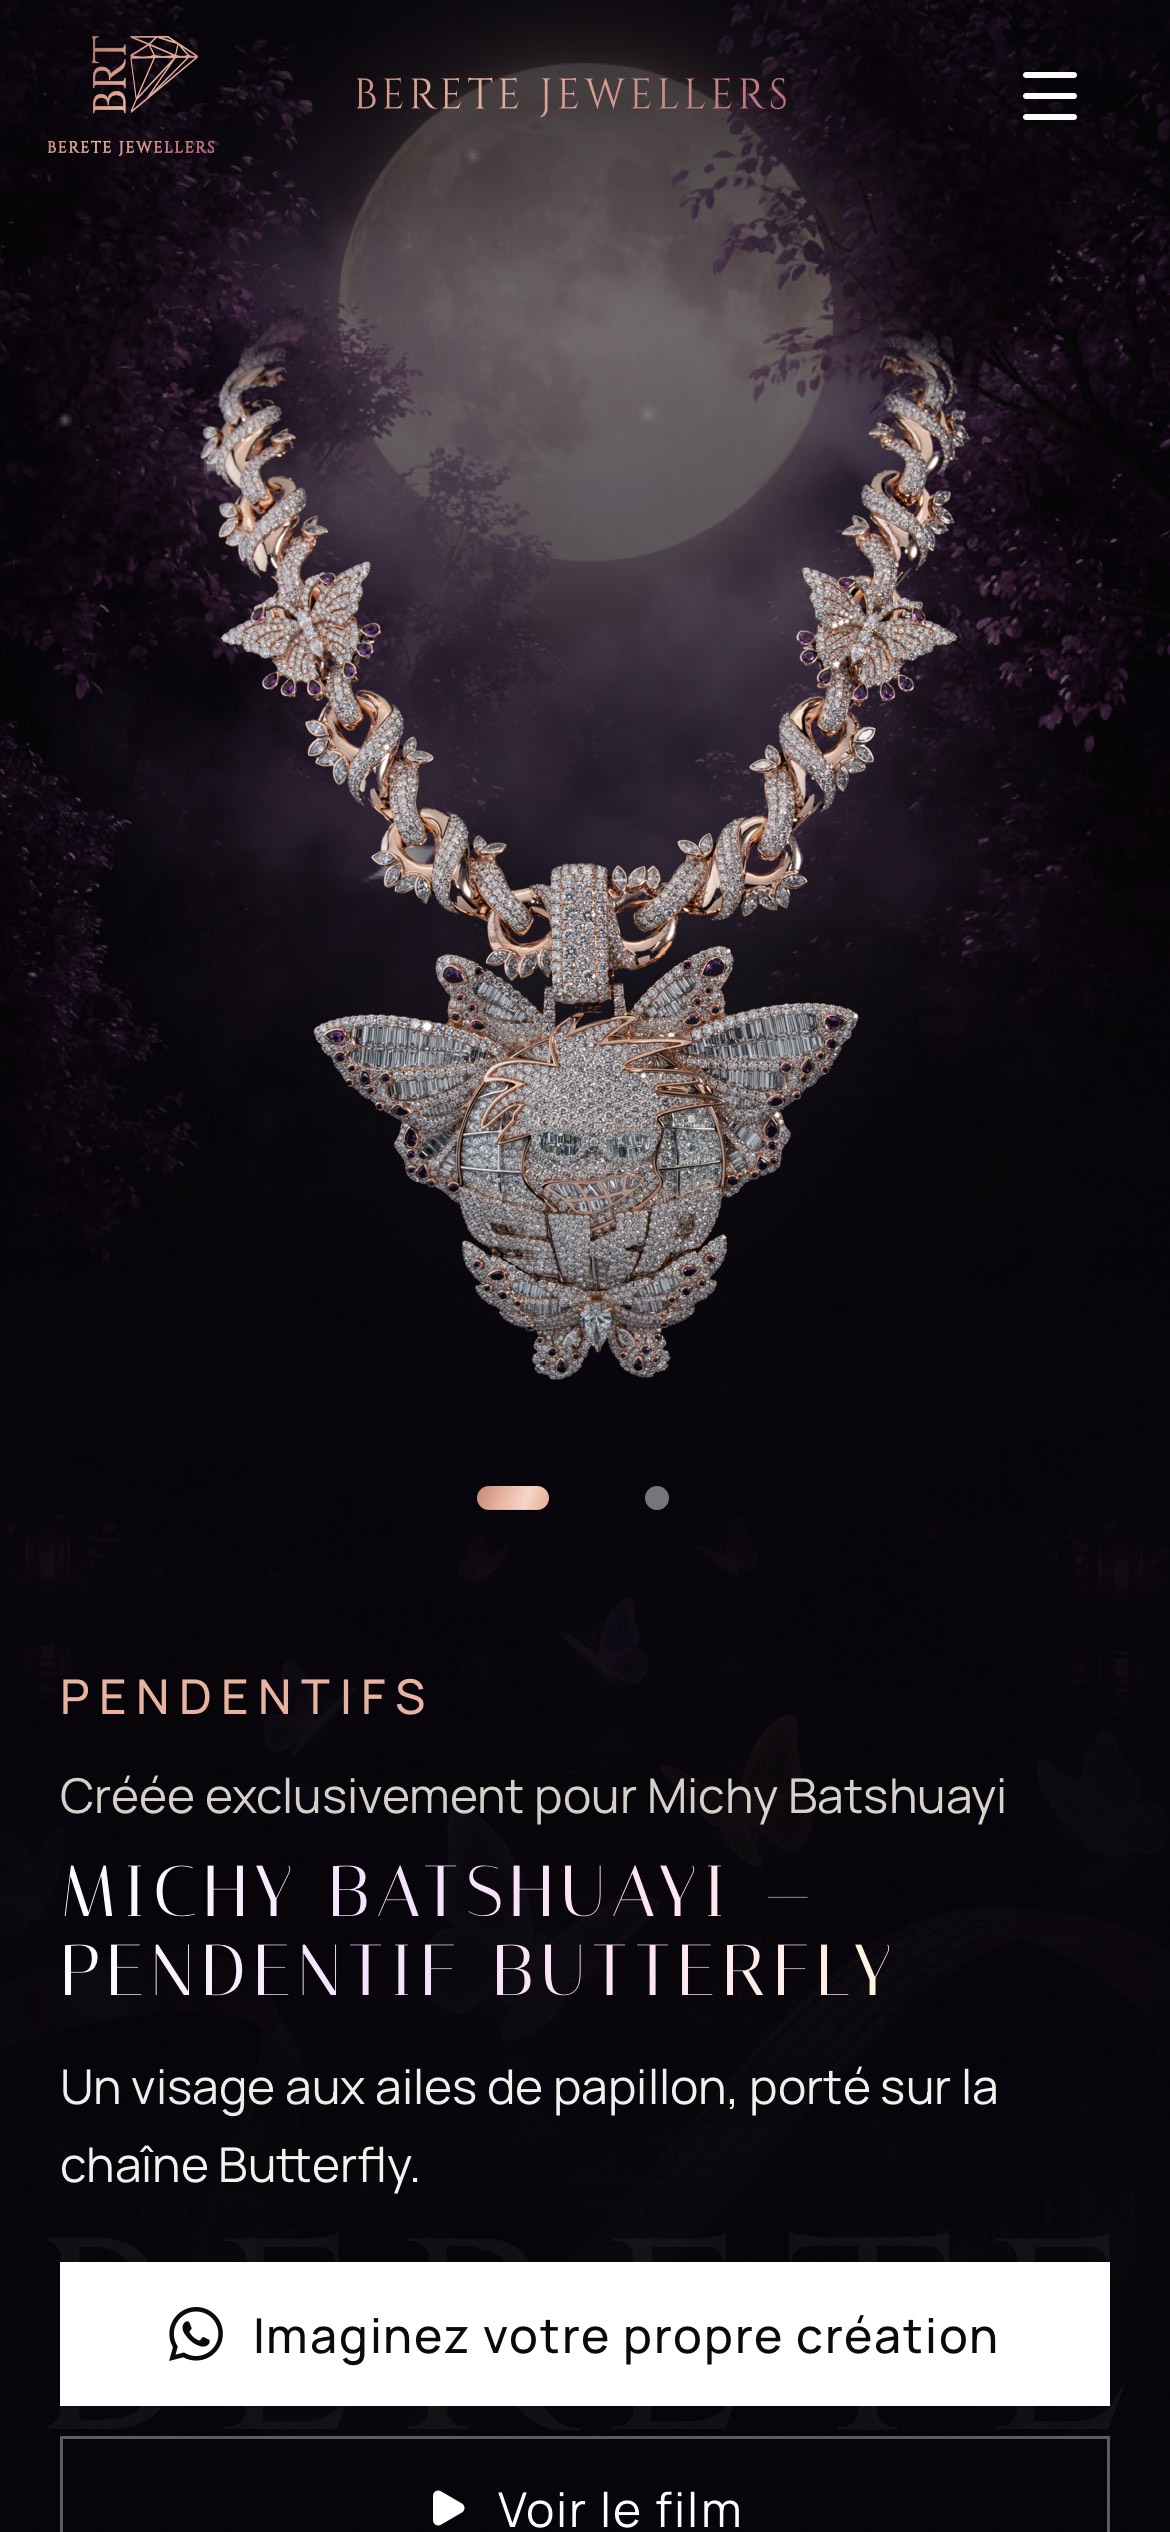 BRT
BERETE JEWELLERS
BERETE JEWELLERS
PENDENTIFS
Créée exclusivement pour Michy Batshuayi
MICHY BATSHUAYI —
PENDENTIF BUTTERFLY
Un visage aux ailes de papillon, porté sur la
chaîne Butterfly.
BERETE
Imaginez votre propre création
Voir le film